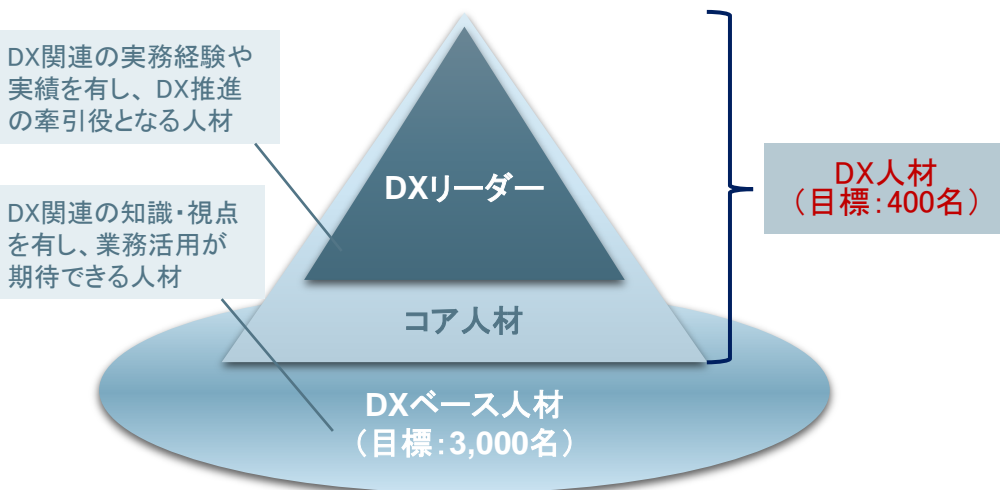 DX関連の実務経験や
実績を有し、DX推進
の牽引役となる人材
DX関連の知識・視点
を有し、業務活用が
期待できる人材
DXリーダー
コア人材
DXベース人材
（目標：3,000名）
DX人材
（目標：400名）